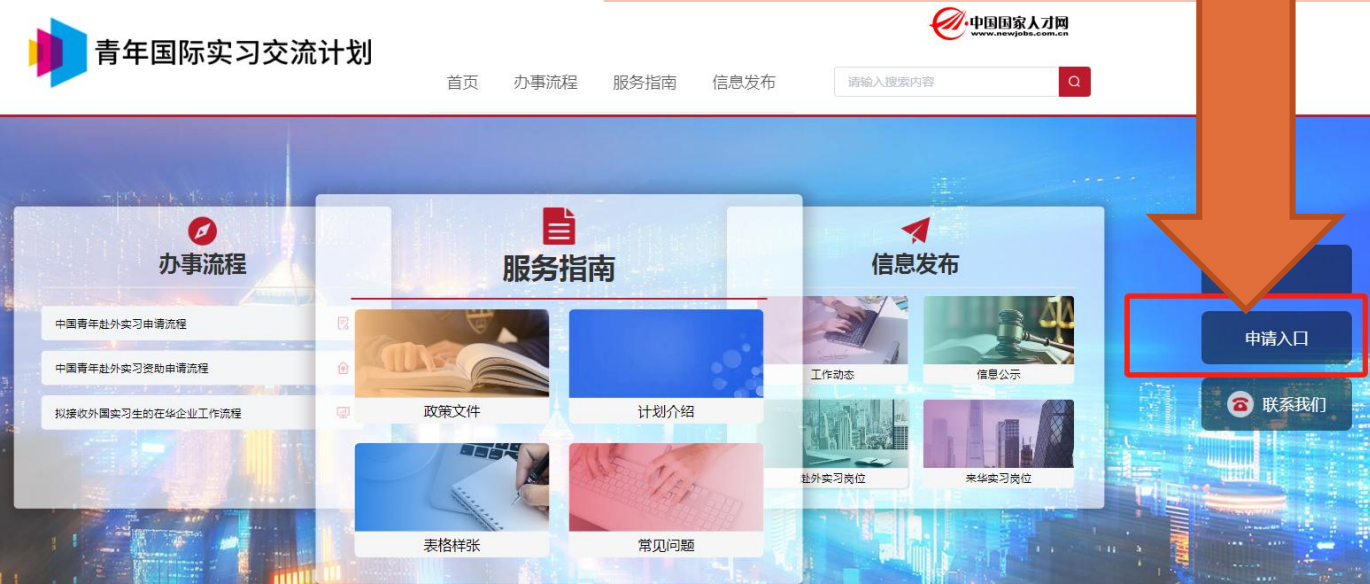 中国国家人才网
www.newjobs.com.cn
青年国际实习交流计划
首页 办事流程 服务指南 信息发布
请输入搜索内容
办事流程
中国青年赴外实习申请流程
中国青年赴外实习资助申请流程
拟接收外国实习生的在华企业工作流程
服务指南
政策文件
计划介绍
表格样张
常见问题
信息发布
工作动态
信息公示
赴外实习岗位
来华实习岗位
申请入口
联系我们